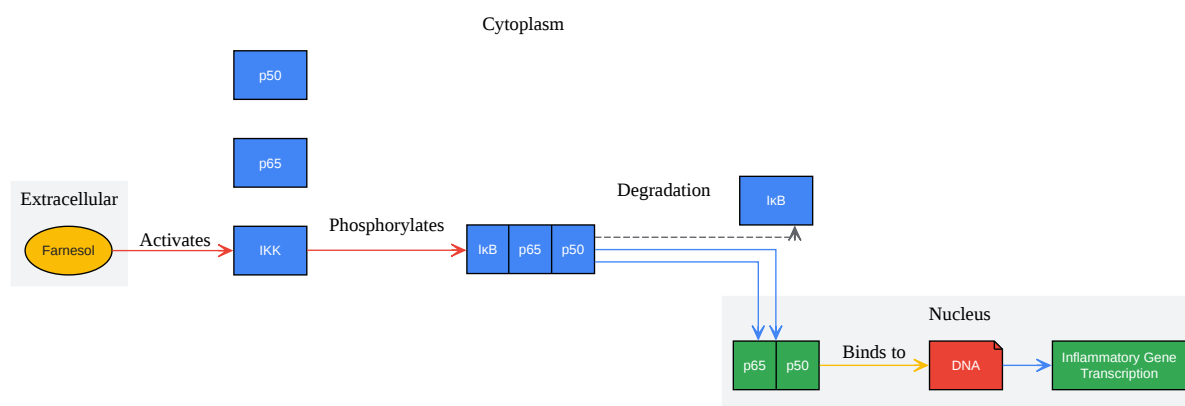 Cytoplasm
p50
p65
Extracellular
Farnesol
Activates
IKK
Phosphorylates
IκB
p65
p50
Degradation
IκB
Nucleus
p65
p50
Binds to
DNA
Inflammatory Gene
Transcription